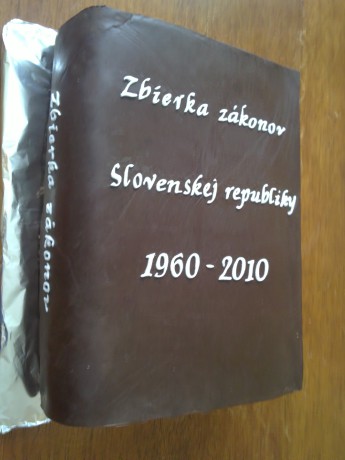 Zbierka zákonov
Zbierka zákonov
Slovenskej republiky
1960 - 2010